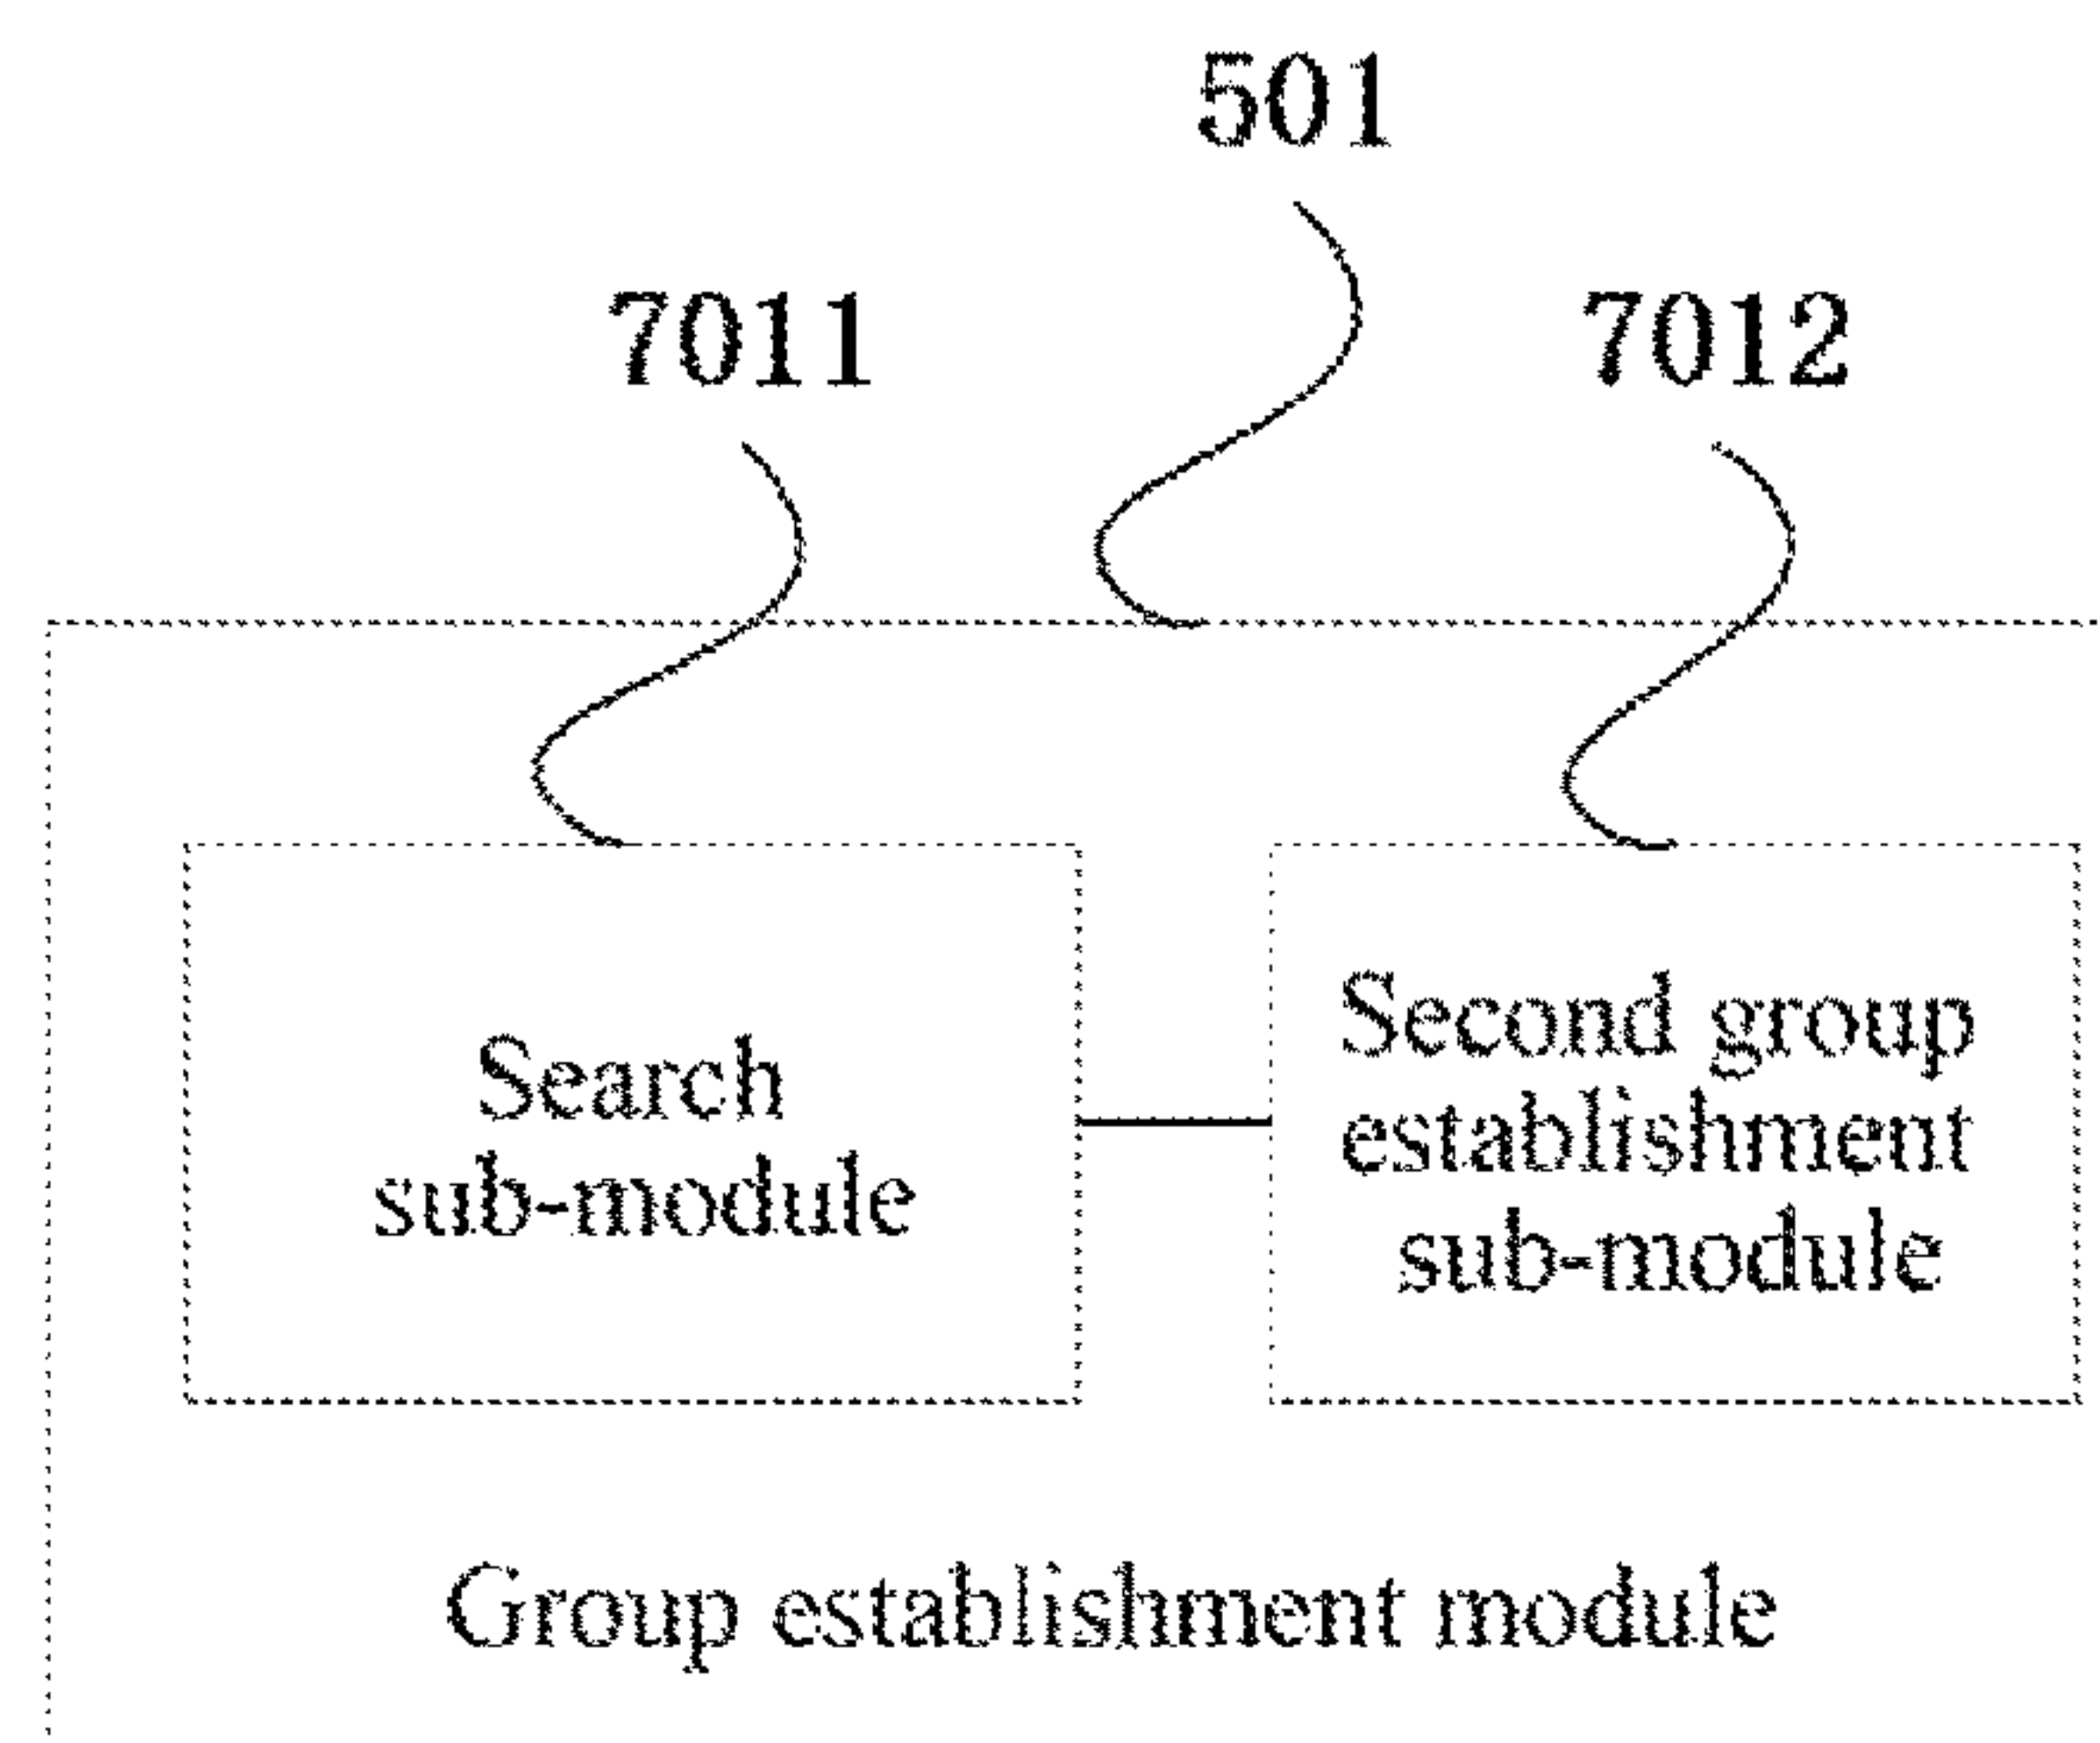 501
7011
7012
Search
sub-module
Second group
establishment
sub-module
Group establishment module